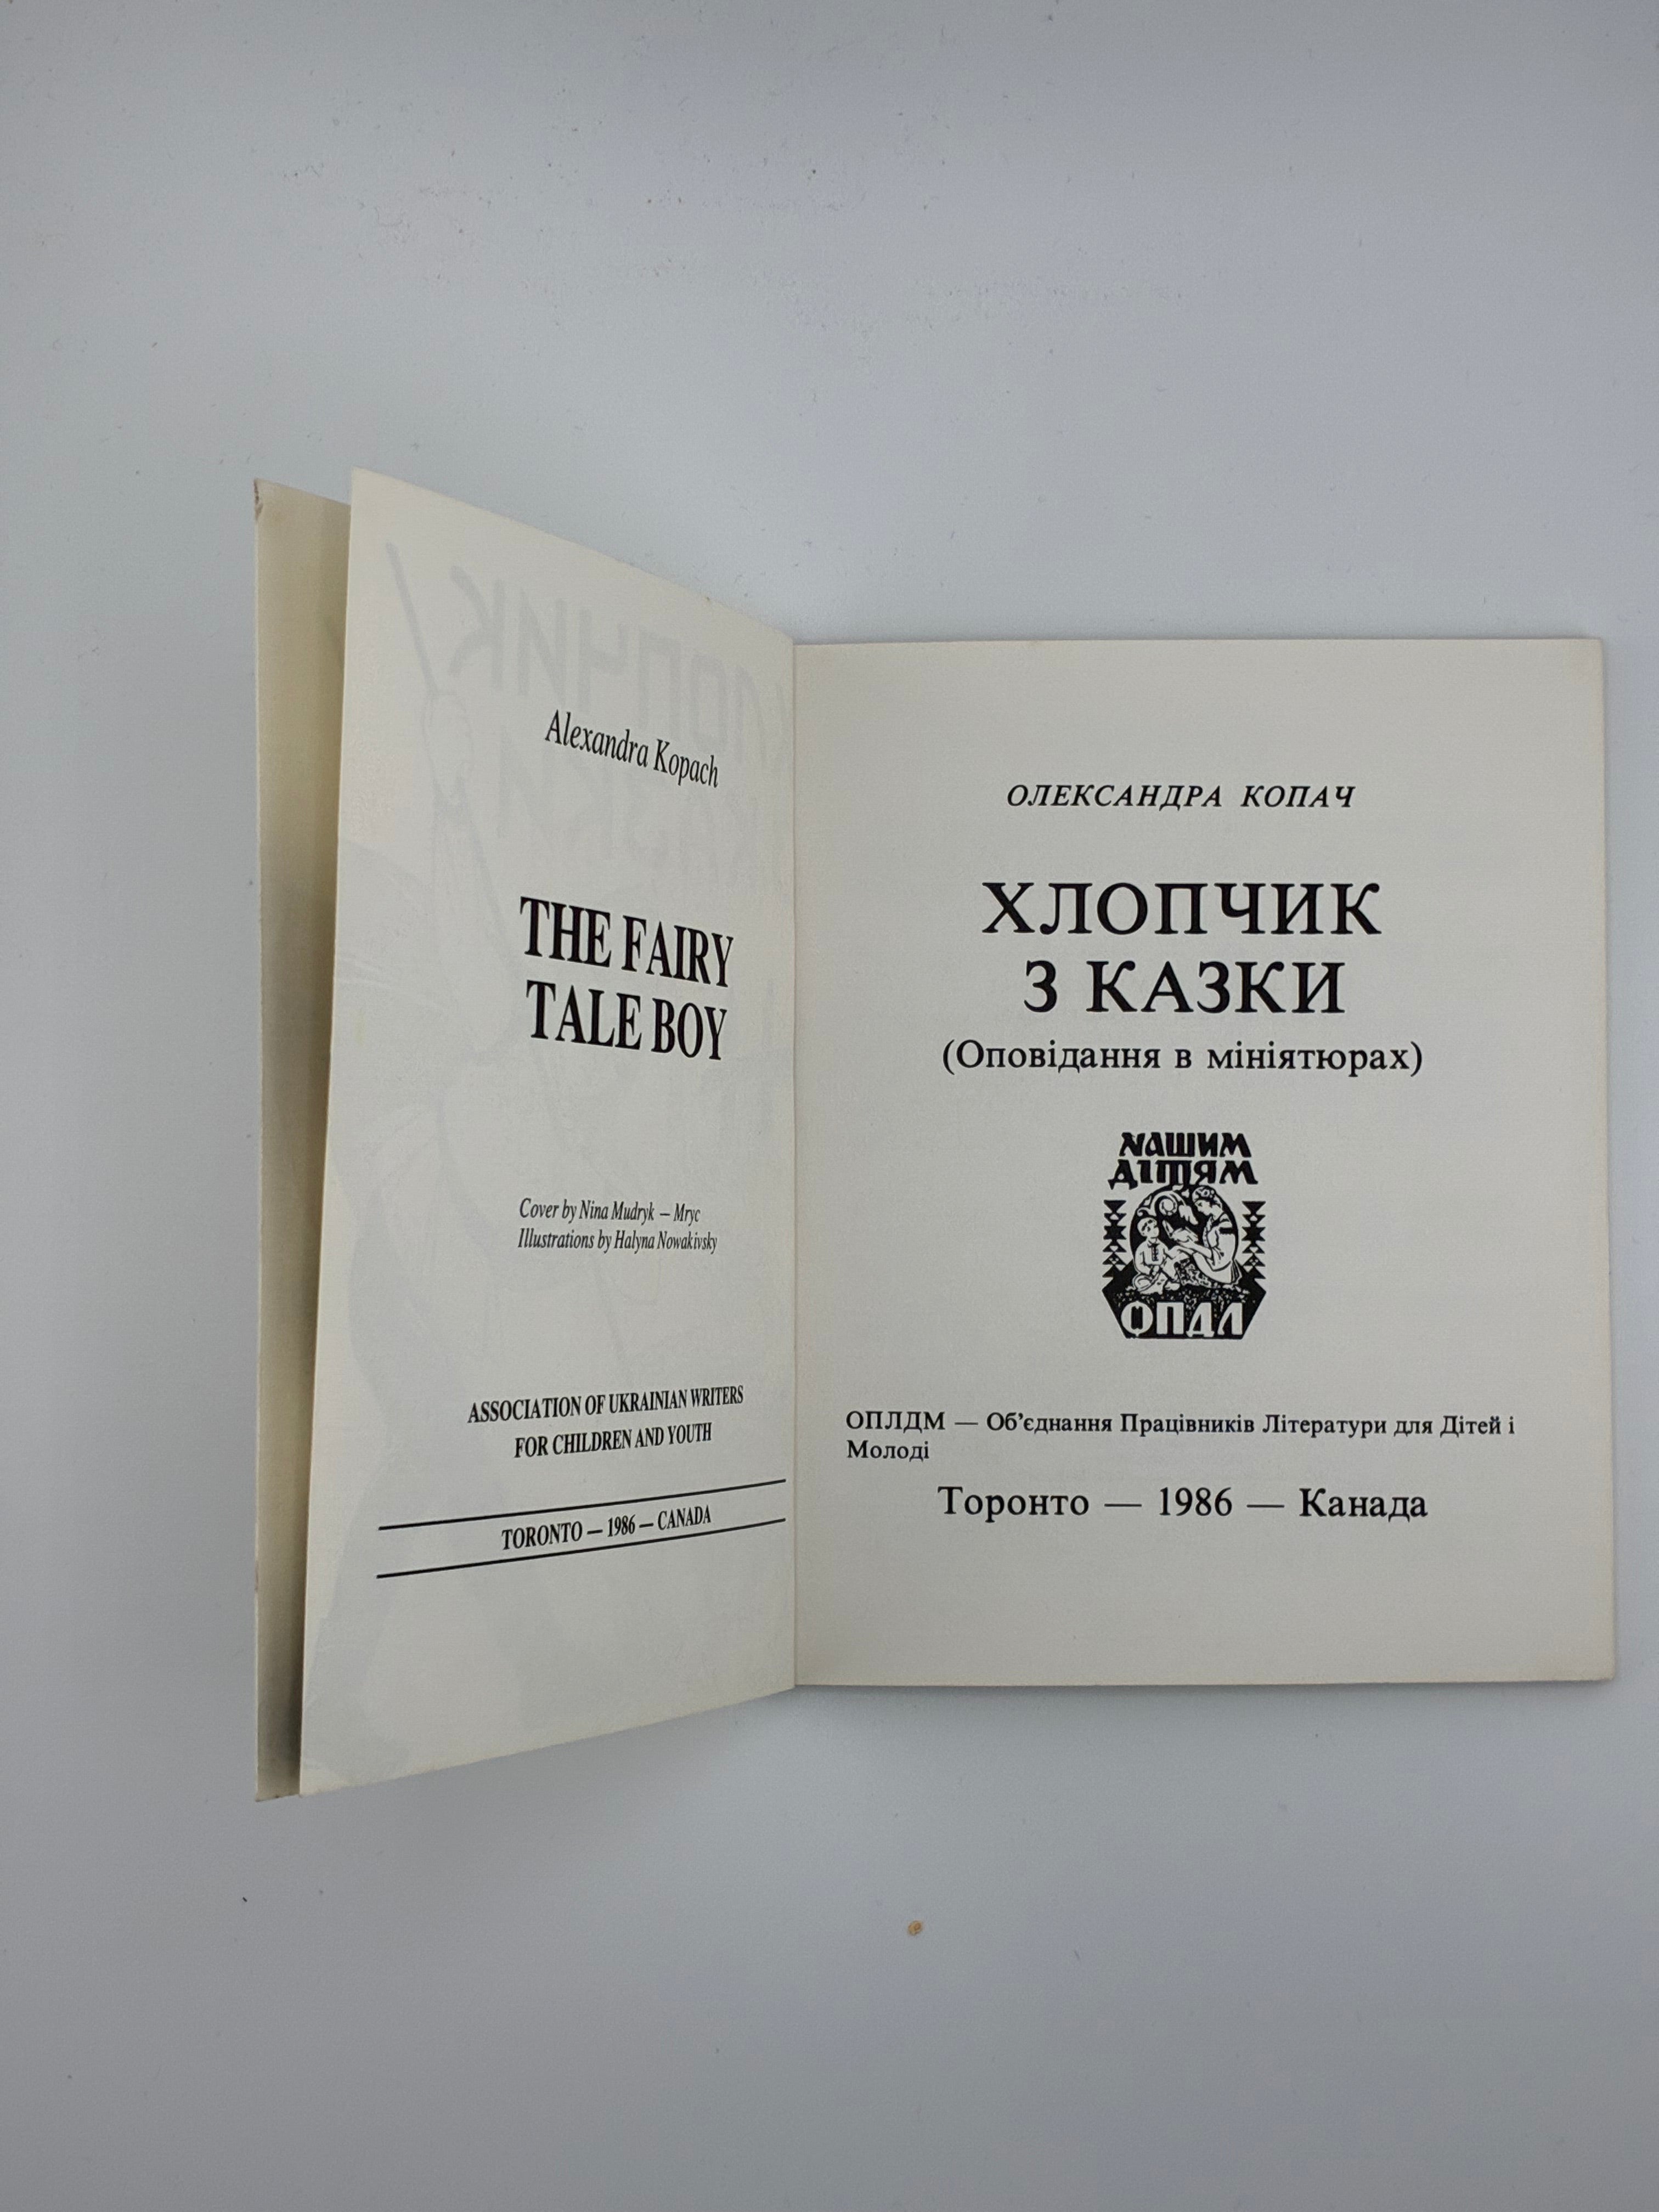 Alexandra Kopach
THE FAIRY
TALE BOY
Cover by Nina Mudryk – Mryc
Illustrations by Halyna Nowakivsky
ASSOCIATION OF UKRAINIAN WRITERS
FOR CHILDREN AND YOUTH
TORONTO — 1986 — CANADA
ОЛЕКСАНДРА КОПАЧ
ХЛОПЧИК
З КАЗКИ
(Оповідання в мініятюрах)
НАШИМ
ДІТЯМ
ОПДЛ
ОПЛДМ — Об’єднання Працівників Літератури для Дітей і
Молоді
Торонто — 1986 — Канада